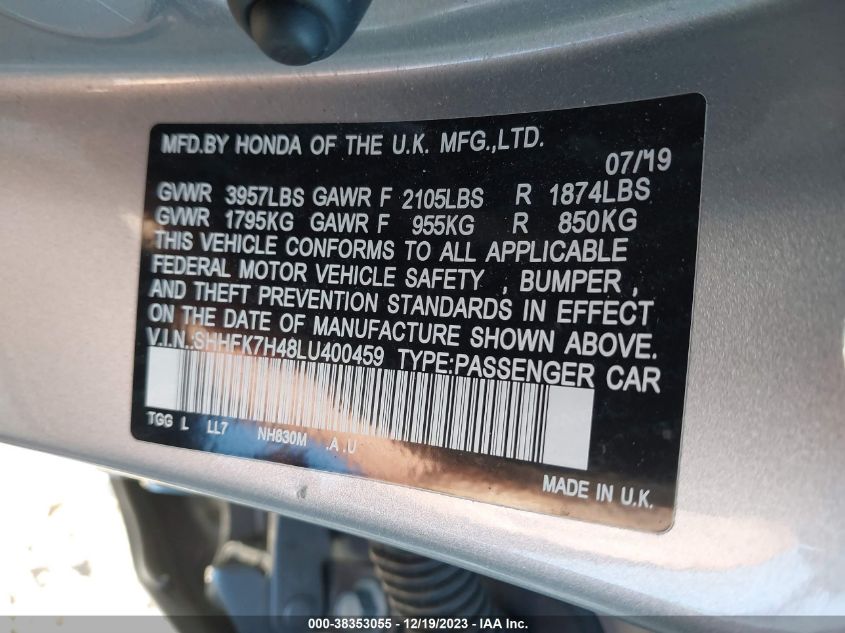 MFD.BY HONDA OF THE U.K. MFG.,LTD.
07/19
GVWR 3957LBS GAWR F 2105LBS R 1874LBS
GVWR 1795KG GAWR F 955KG R 850KG
THIS VEHICLE CONFORMS TO ALL APPLICABLE
FEDERAL MOTOR VEHICLE SAFETY , BUMPER ,
AND THEFT PREVENTION STANDARDS IN EFFECT
ON THE DATE OF MANUFACTURE SHOWN ABOVE.
V.I.N.:SHHFK7H48LU400459 TYPE:PASSENGER CAR
TGG L LL7 NH830M .A .U
MADE IN U.K.
000-38353055 - 12/19/2023 - IAA Inc.